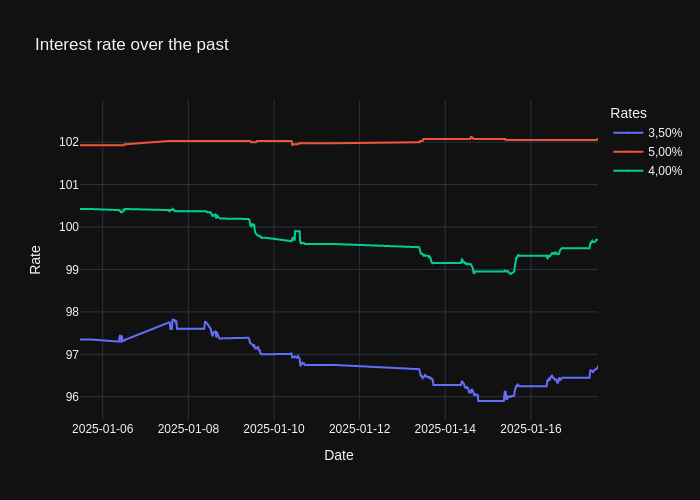 Interest rate over the past
Rates
3,50%
5,00%
4,00%
102
101
100
99
98
97
96
Rate
2025-01-06 2025-01-08 2025-01-10 2025-01-12 2025-01-14 2025-01-16
Date